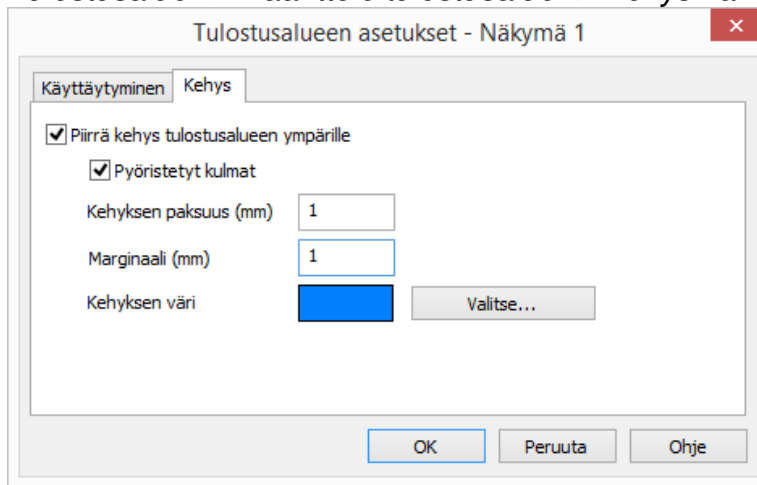 Tulostusalueen asetukset - Näkymä 1
Käyttäytyminen Kehys
Piirrä kehys tulostusalueen ympärille
Pyöristetyt kulmat
Kehyksen paksuus (mm) 1
Marginaali (mm) 1
Kehyksen väri Valitse...
OK Peruuta Ohje